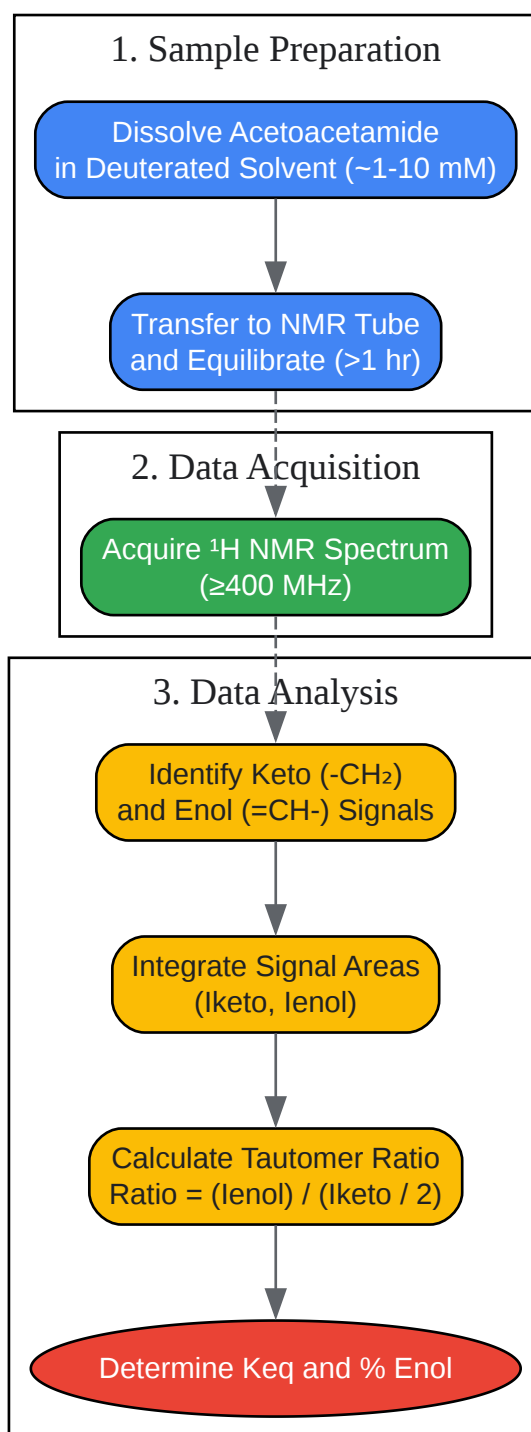 1. Sample Preparation
Dissolve Acetoacetamide
in Deuterated Solvent (~1-10 mM)
Transfer to NMR Tube
and Equilibrate (>1 hr)
2. Data Acquisition
Acquire ¹H NMR Spectrum
(≥400 MHz)
3. Data Analysis
Identify Keto (-CH₂)
and Enol (=CH-) Signals
Integrate Signal Areas
(Iketo, Ienol)
Calculate Tautomer Ratio
Ratio = (Ienol) / (Iketo / 2)
Determine Keq and % Enol